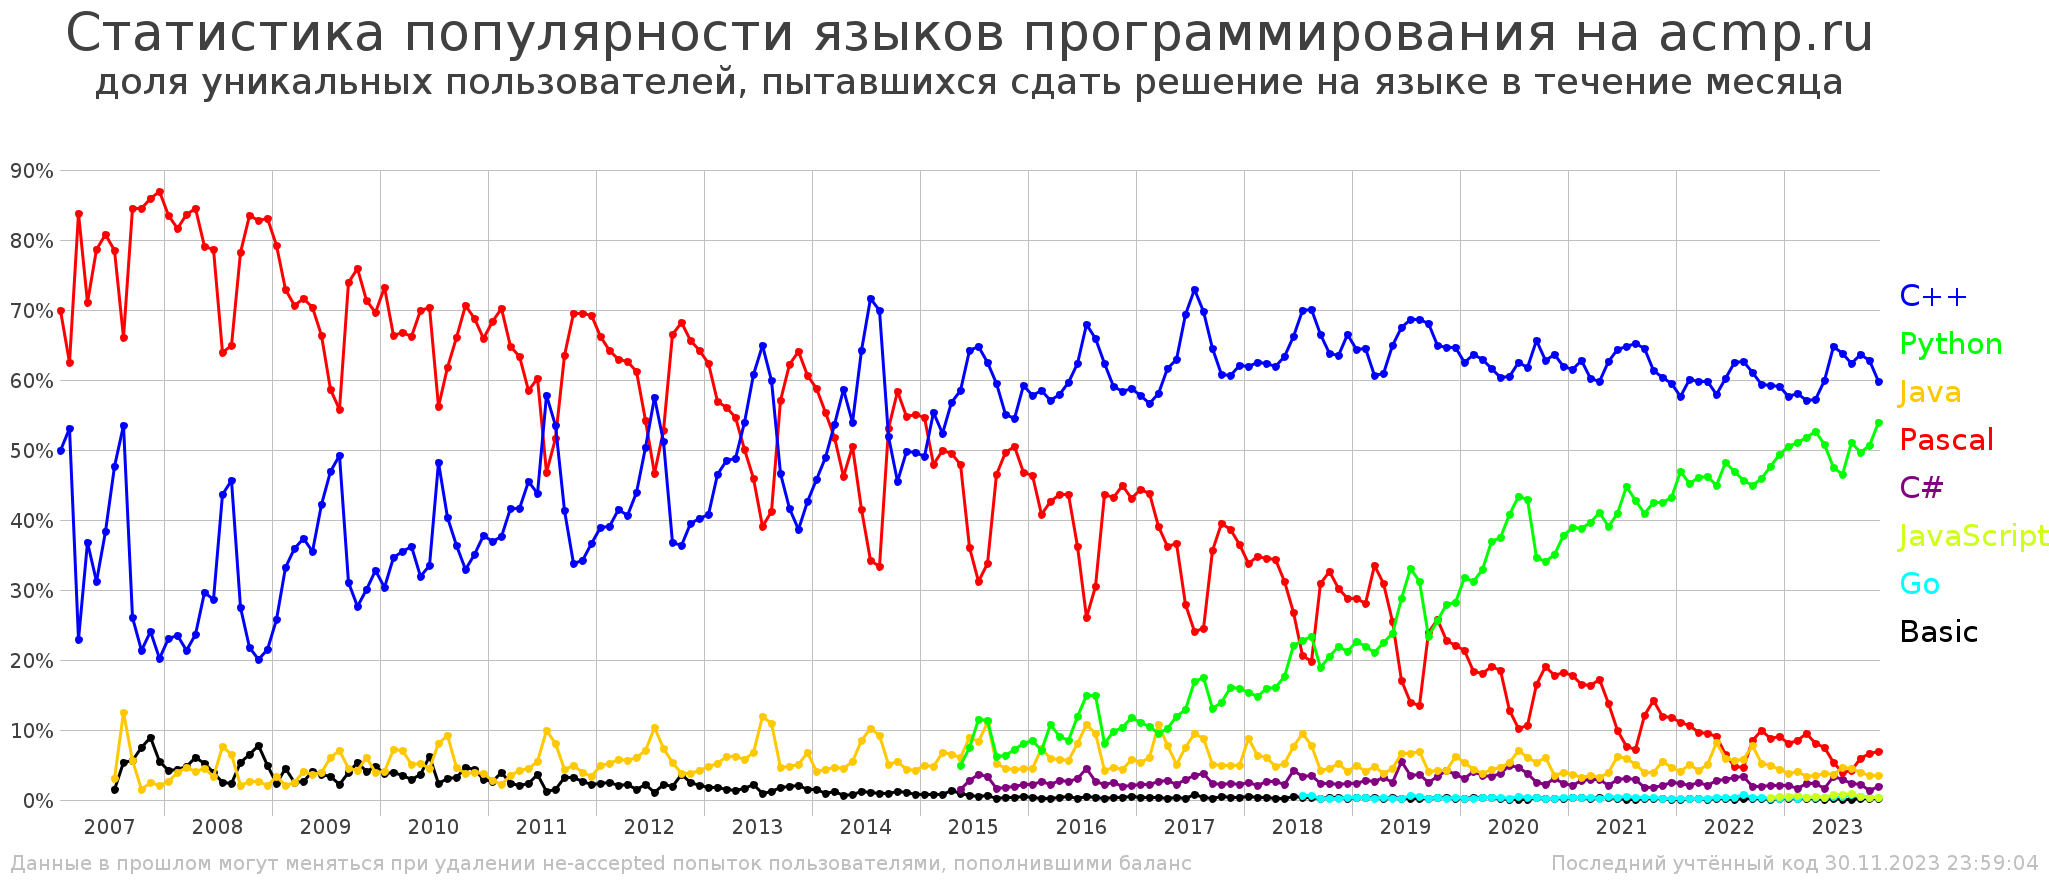 Статистика популярности языков программирования на acmp.ru
доля уникальных пользователей, пытавшихся сдать решение на языке в течение месяца
90%
80%
70%
60%
50%
40%
30%
20%
10%
0%
2007 2008 2009 2010 2011 2012 2013 2014 2015 2016 2017 2018 2019 2020 2021 2022 2023
C++
Python
Java
Pascal
C#
JavaScript
Go
Basic
Данные в прошлом могут меняться при удалении не-accepted попыток пользователями, пополнившими баланс
Последний учтённый код 30.11.2023 23:59:04